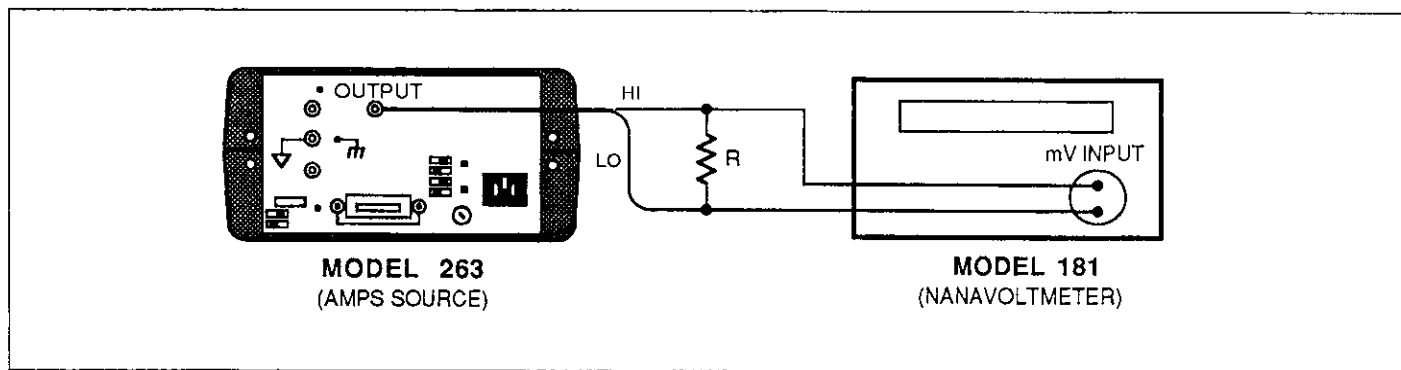 OUTPUT
HI
LO
R
mV INPUT
MODEL 263
(AMPS SOURCE)
MODEL 181
(NANAVOLTMETER)